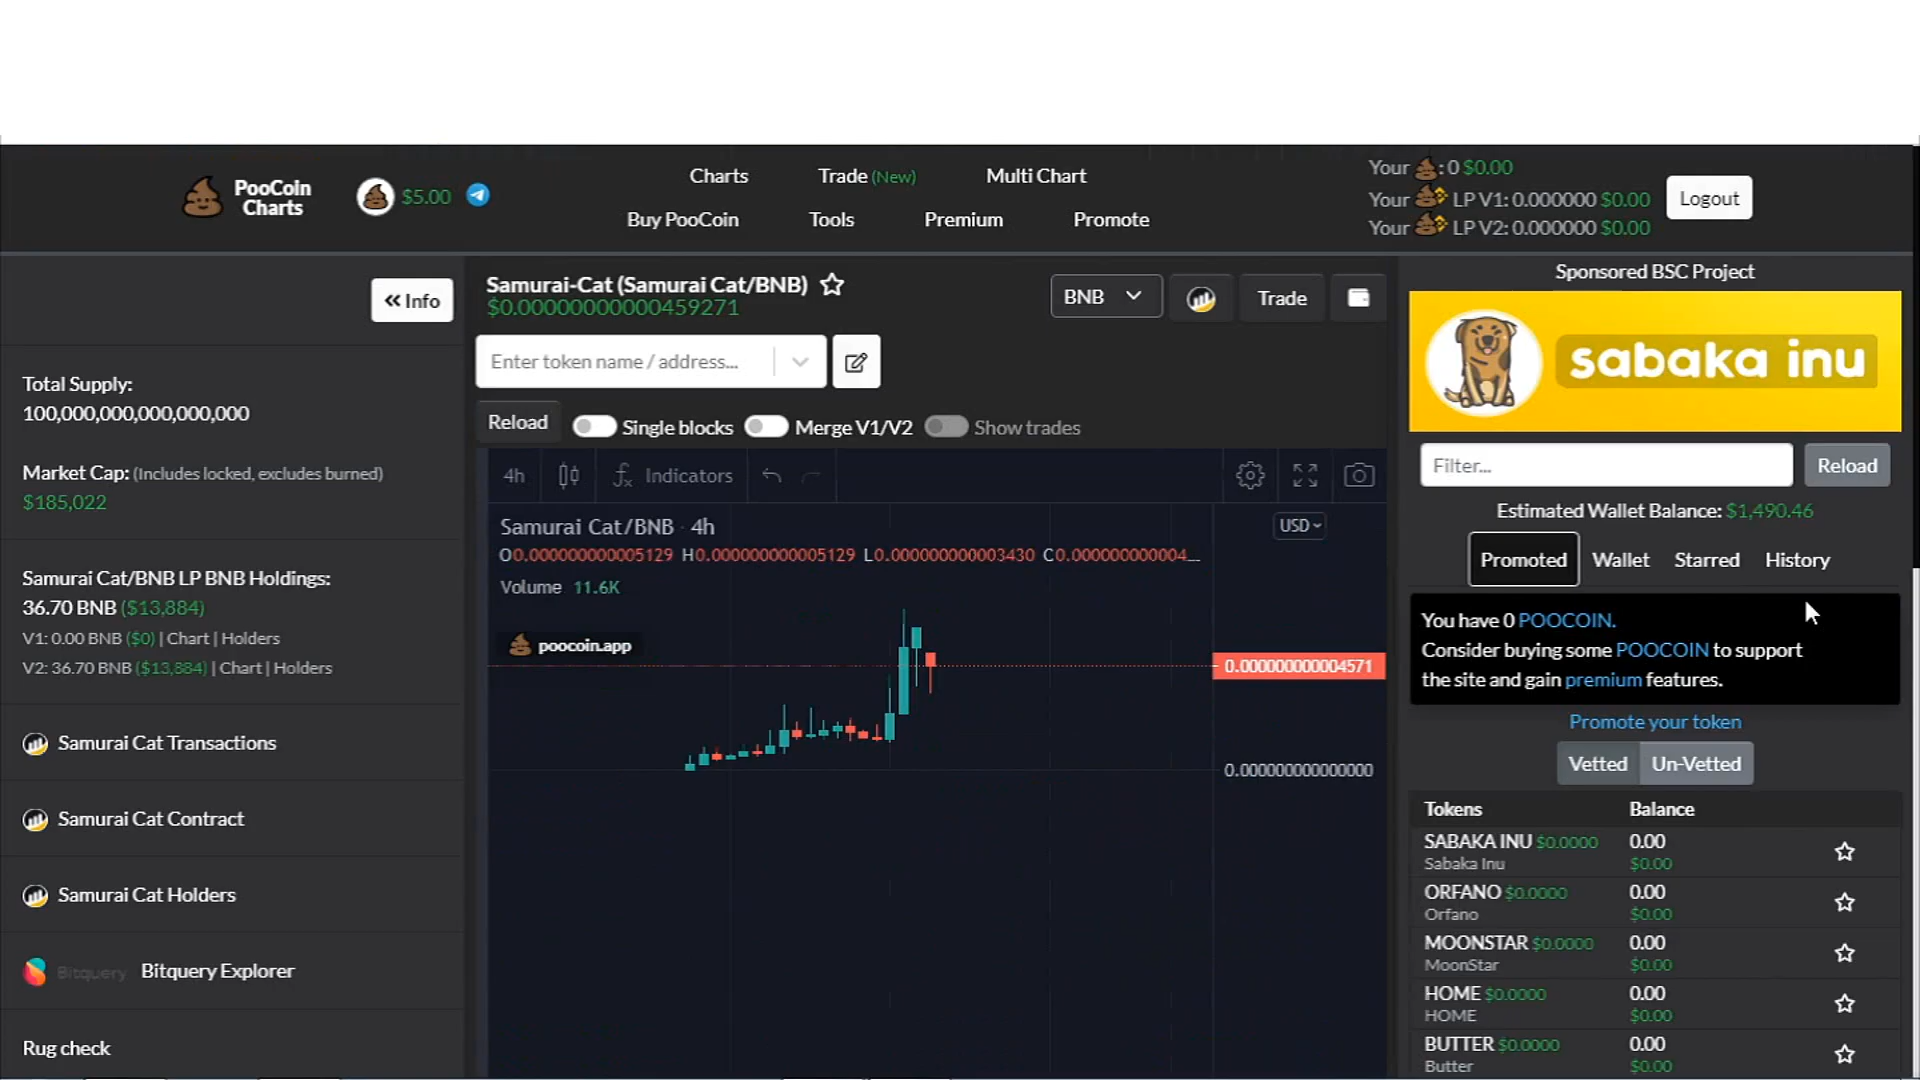 PooCoin
Charts
$5.00
Charts
Trade (New)
Multi Chart
Buy PooCoin
Tools
Premium
Promote
Your : 0 $0.00
Your LP V1: 0.000000 $0.00
Your LP V2: 0.000000 $0.00
Logout
« Info
Total Supply:
100,000,000,000,000,000
Market Cap: (Includes locked, excludes burned)
$185,022
Samurai Cat/BNB LP BNB Holdings:
36.70 BNB ($13,884)
V1: 0.00 BNB ($0) | Chart | Holders
V2: 36.70 BNB ($13,884) | Chart | Holders
Samurai Cat Transactions
Samurai Cat Contract
Samurai Cat Holders
Bitquery Bitquery Explorer
Rug check
Samurai-Cat (Samurai Cat/BNB)
$0.00000000000459271
BNB
Trade
Enter token name / address...
Reload
Single blocks
Merge V1/V2
Show trades
4h
Indicators
Samurai Cat/BNB · 4h
USD
O0.000000000005129 H0.000000000005129 L0.000000000003430 C0.000000000004...
Volume 11.6K
poocoin.app
0.000000000004571
0.000000000000000
Sponsored BSC Project
sabaka inu
Filter...
Reload
Estimated Wallet Balance: $1,490.46
Promoted
Wallet
Starred
History
You have 0 POOCOIN.
Consider buying some POOCOIN to support
the site and gain premium features.
Promote your token
Vetted
Un-Vetted
Tokens Balance
SABAKA INU $0.0000 0.00
Sabaka Inu $0.00
ORFANO $0.0000 0.00
Orfano $0.00
MOONSTAR $0.0000 0.00
MoonStar $0.00
HOME $0.0000 0.00
HOME $0.00
BUTTER $0.0000 0.00
Butter $0.00